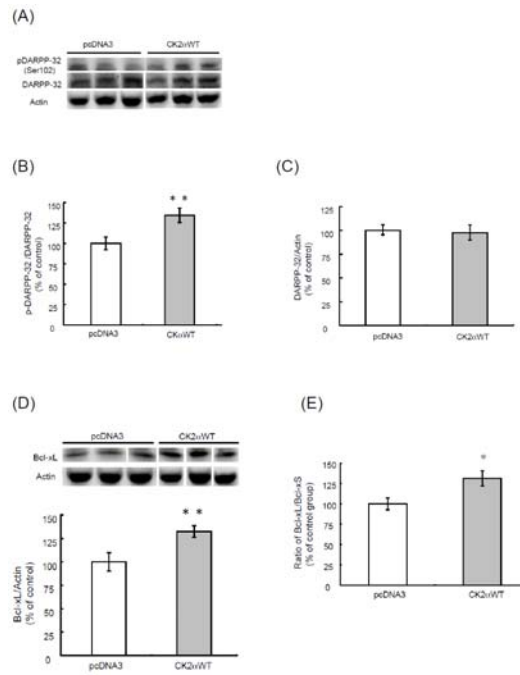 (A)
pcDNA3 CK2αWT
pDARPP-32
(Ser102)
DARPP-32
Actin
(B)
p-DARPP-32 /DARPP-32
(% of control)
150
125
100
75
50
25
0
* *
pcDNA3 CKαWT
(C)
DARPP-32/Actin
(% of control)
125
100
75
50
25
0
pcDNA3 CK2αWT
(D)
pcDNA3 CK2αWT
Bcl-xL
Actin
Bcl-xL/Actin
(% of control)
150
125
100
75
50
25
0
* *
pcDNA3 CK2αWT
(E)
Ratio of Bcl-xL/Bcl-xS
(% of control group)
150
125
100
75
50
25
0
*
pcDNA3 CK2αWT